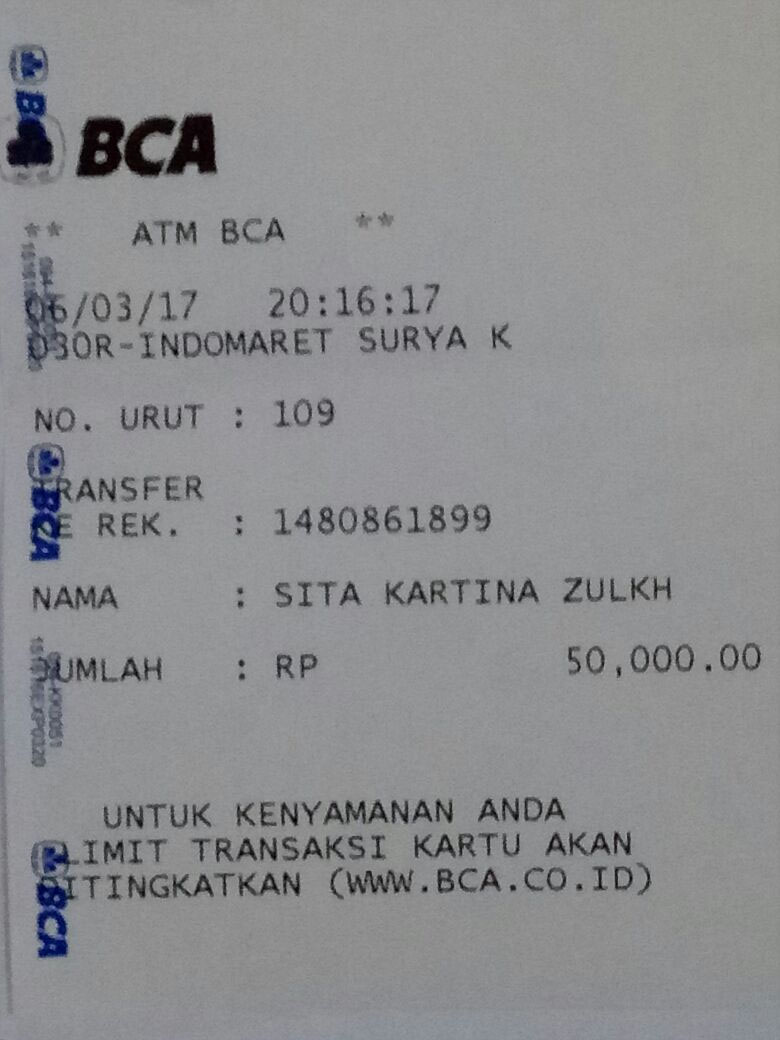 BCA
** ATM BCA **
06/03/17 20:16:17
-INDOMARET SURYA K
NO. URUT : 109
TRANSFER
KE REK. : 1480861899
NAMA : SITA KARTINA ZULKH
JUMLAH : RP 50,000.00
UNTUK KENYAMANAN ANDA
LIMIT TRANSAKSI KARTU AKAN
DITINGKATKAN (WWW.BCA.CO.ID)
BCA
BCA
BCA